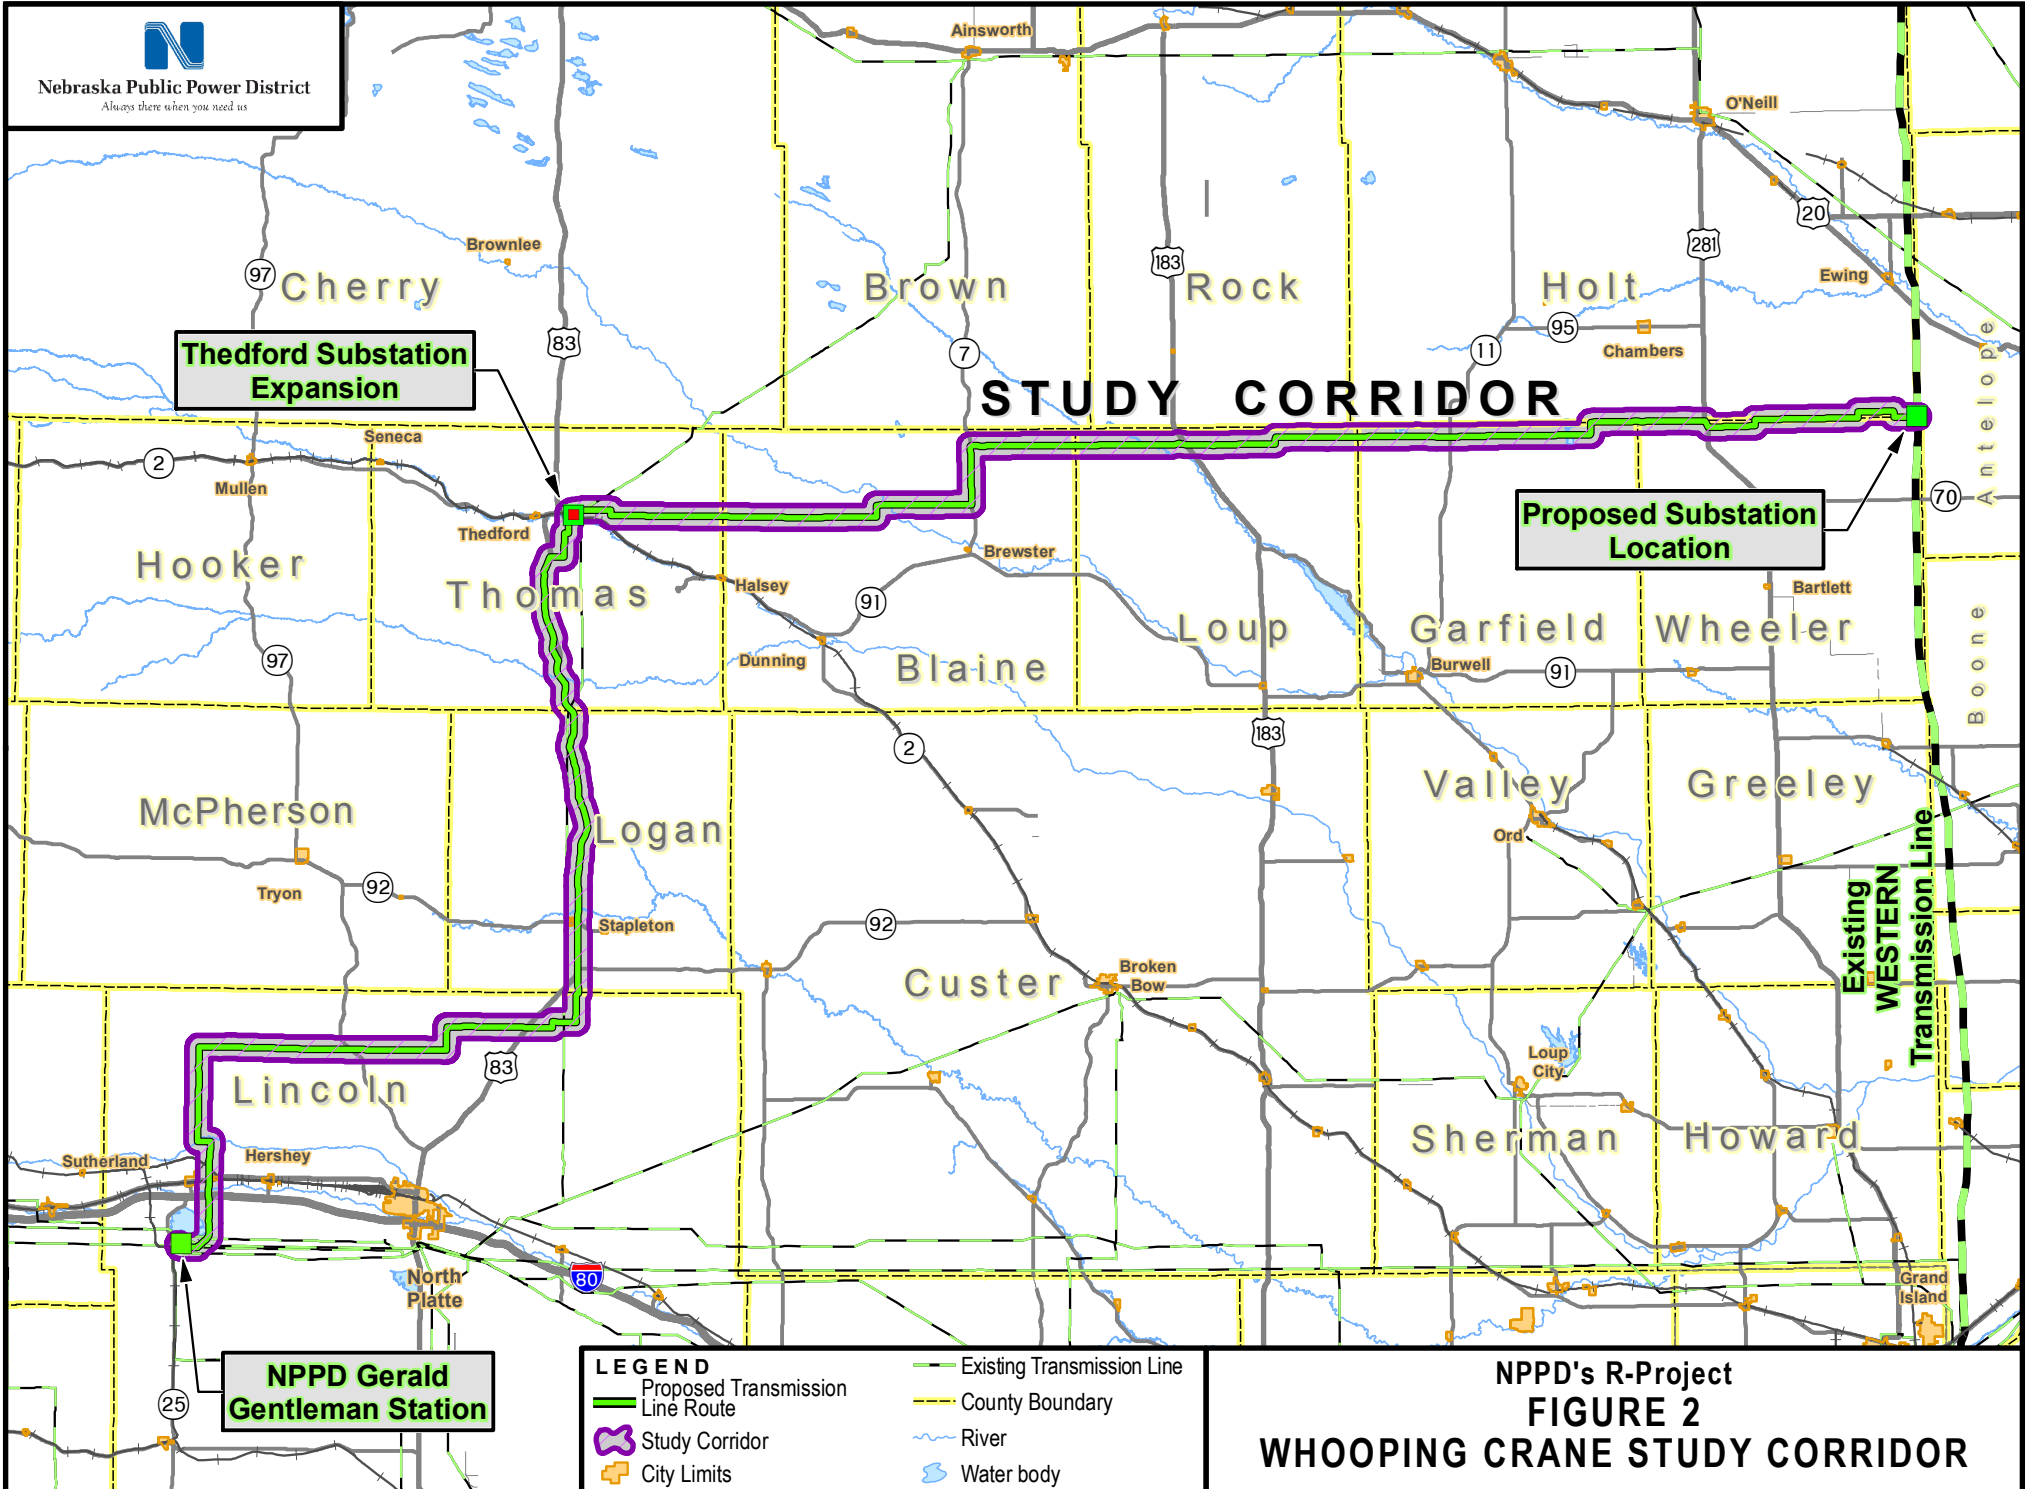 Nebraska Public Power District
Always there when you need us
Ainsworth
O'Neill
20
281
183
97
Brownlee
Cherry
Brown
Rock
Holt
Ewing
95
Chambers
11
7
83
Thedford Substation
Expansion
STUDY CORRIDOR
Antelope
Seneca
2
Mullen
Thedford
Proposed Substation
Location
70
Hooker
Thomas
Halsey
Brewster
91
Bartlett
Loup
Garfield
Wheeler
Boone
97
Dunning
Blaine
Burwell
91
183
2
McPherson
Logan
Valley
Greeley
Ord
Tryon
92
Stapleton
92
Custer
Broken
Bow
Existing
WESTERN
Transmission Line
Loup
City
83
Lincoln
Sherman
Howard
Sutherland
Hershey
80
North
Platte
Grand
Island
NPPD Gerald
Gentleman Station
25
LEGEND
Proposed Transmission
Line Route
Study Corridor
City Limits
Existing Transmission Line
County Boundary
River
Water body
NPPD's R-Project
FIGURE 2
WHOOPING CRANE STUDY CORRIDOR